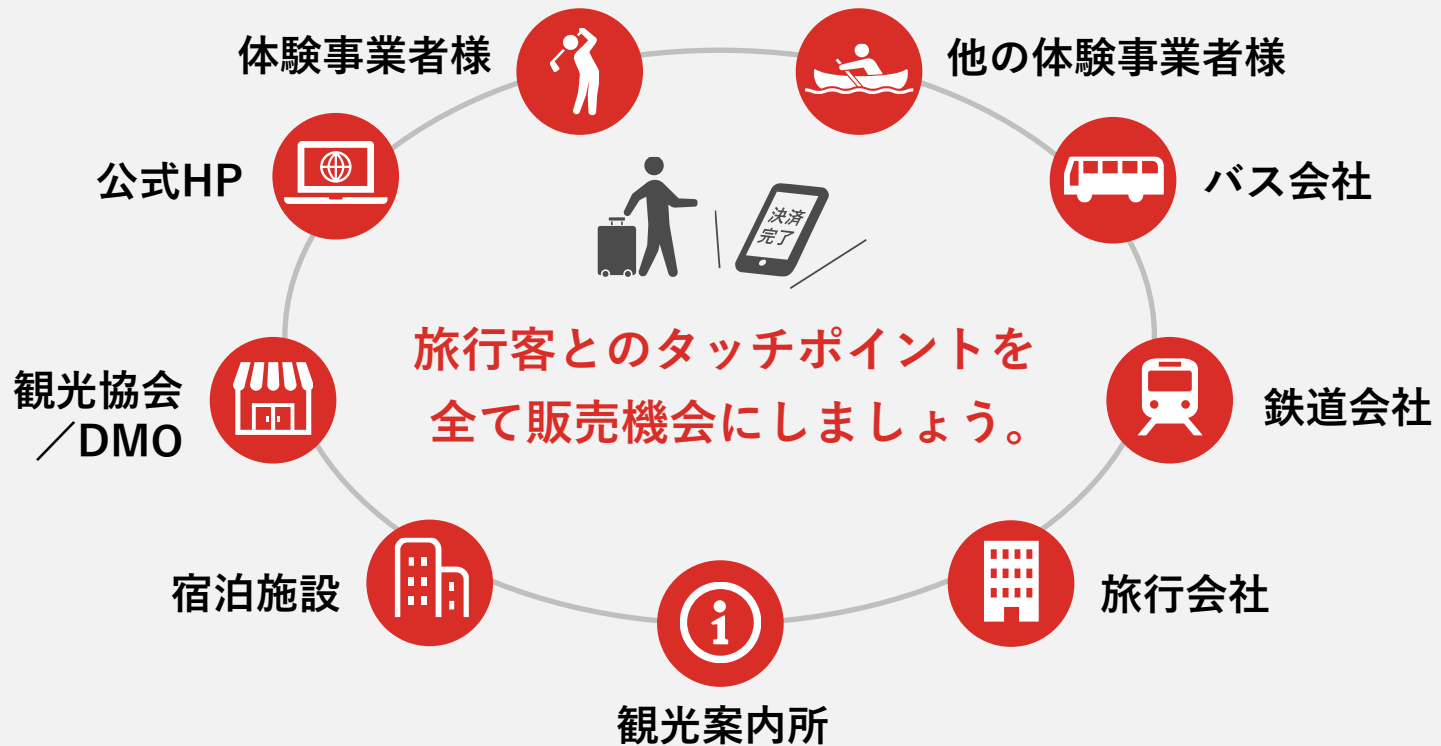 体験事業者様
他の体験事業者様
公式HP
バス会社
決済
完了
旅行客とのタッチポイントを
全て販売機会にしましょう。
観光協会
／DMO
鉄道会社
宿泊施設
旅行会社
観光案内所